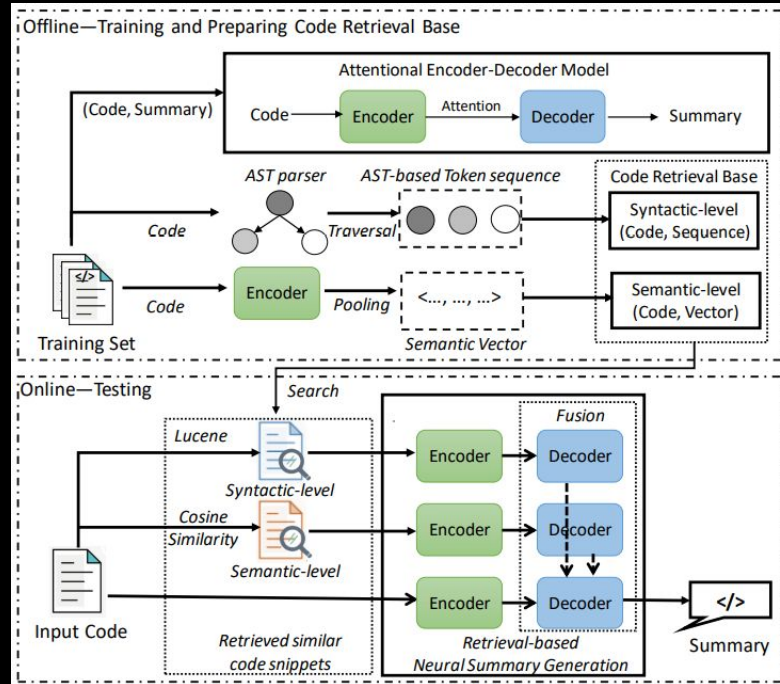 Offline—Training and Preparing Code Retrieval Base
Attentional Encoder-Decoder Model
(Code, Summary)
Code
Encoder
Attention
Decoder
Summary
AST parser
AST-based Token sequence
Code Retrieval Base
Code
Traversal
Syntactic-level
(Code, Sequence)
</>
Code
Encoder
Pooling
<..., ..., ...>
Semantic-level
(Code, Vector)
Training Set
Semantic Vector
Online—Testing
Search
Lucene
Syntactic-level
Fusion
Encoder
Decoder
Cosine
Similarity
Semantic-level
Encoder
Decoder
Input Code
Encoder
Decoder
</>
Summary
Retrieved similar
code snippets
Retrieval-based
Neural Summary Generation